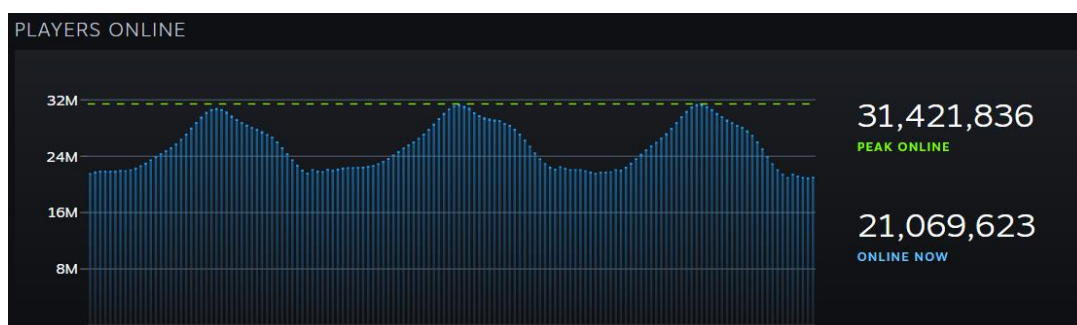 PLAYERS ONLINE
32M
24M
16M
8M
31,421,836
PEAK ONLINE
21,069,623
ONLINE NOW